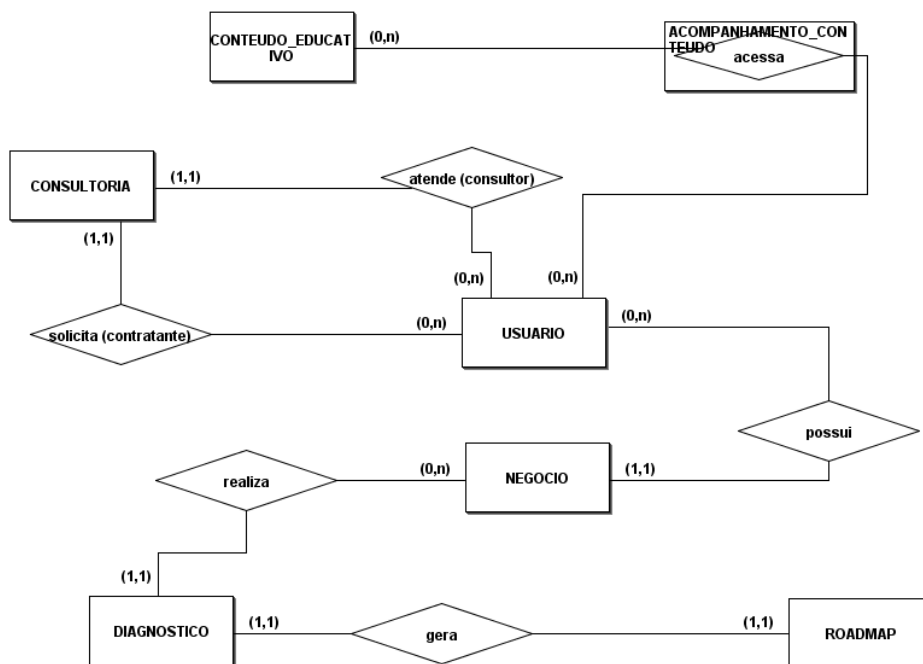 (0,n)
CONTEUDO_EDUCAT
IVO
ACOMPANHAMENTO_CON
TEUDO
acessa
CONSULTORIA
(1,1)
atende (consultor)
(1,1)
(0,n)
(0,n)
solicita (contratante)
(0,n)
USUARIO
(0,n)
possui
realiza
(0,n)
NEGOCIO
(1,1)
(1,1)
DIAGNOSTICO
(1,1)
gera
(1,1)
ROADMAP